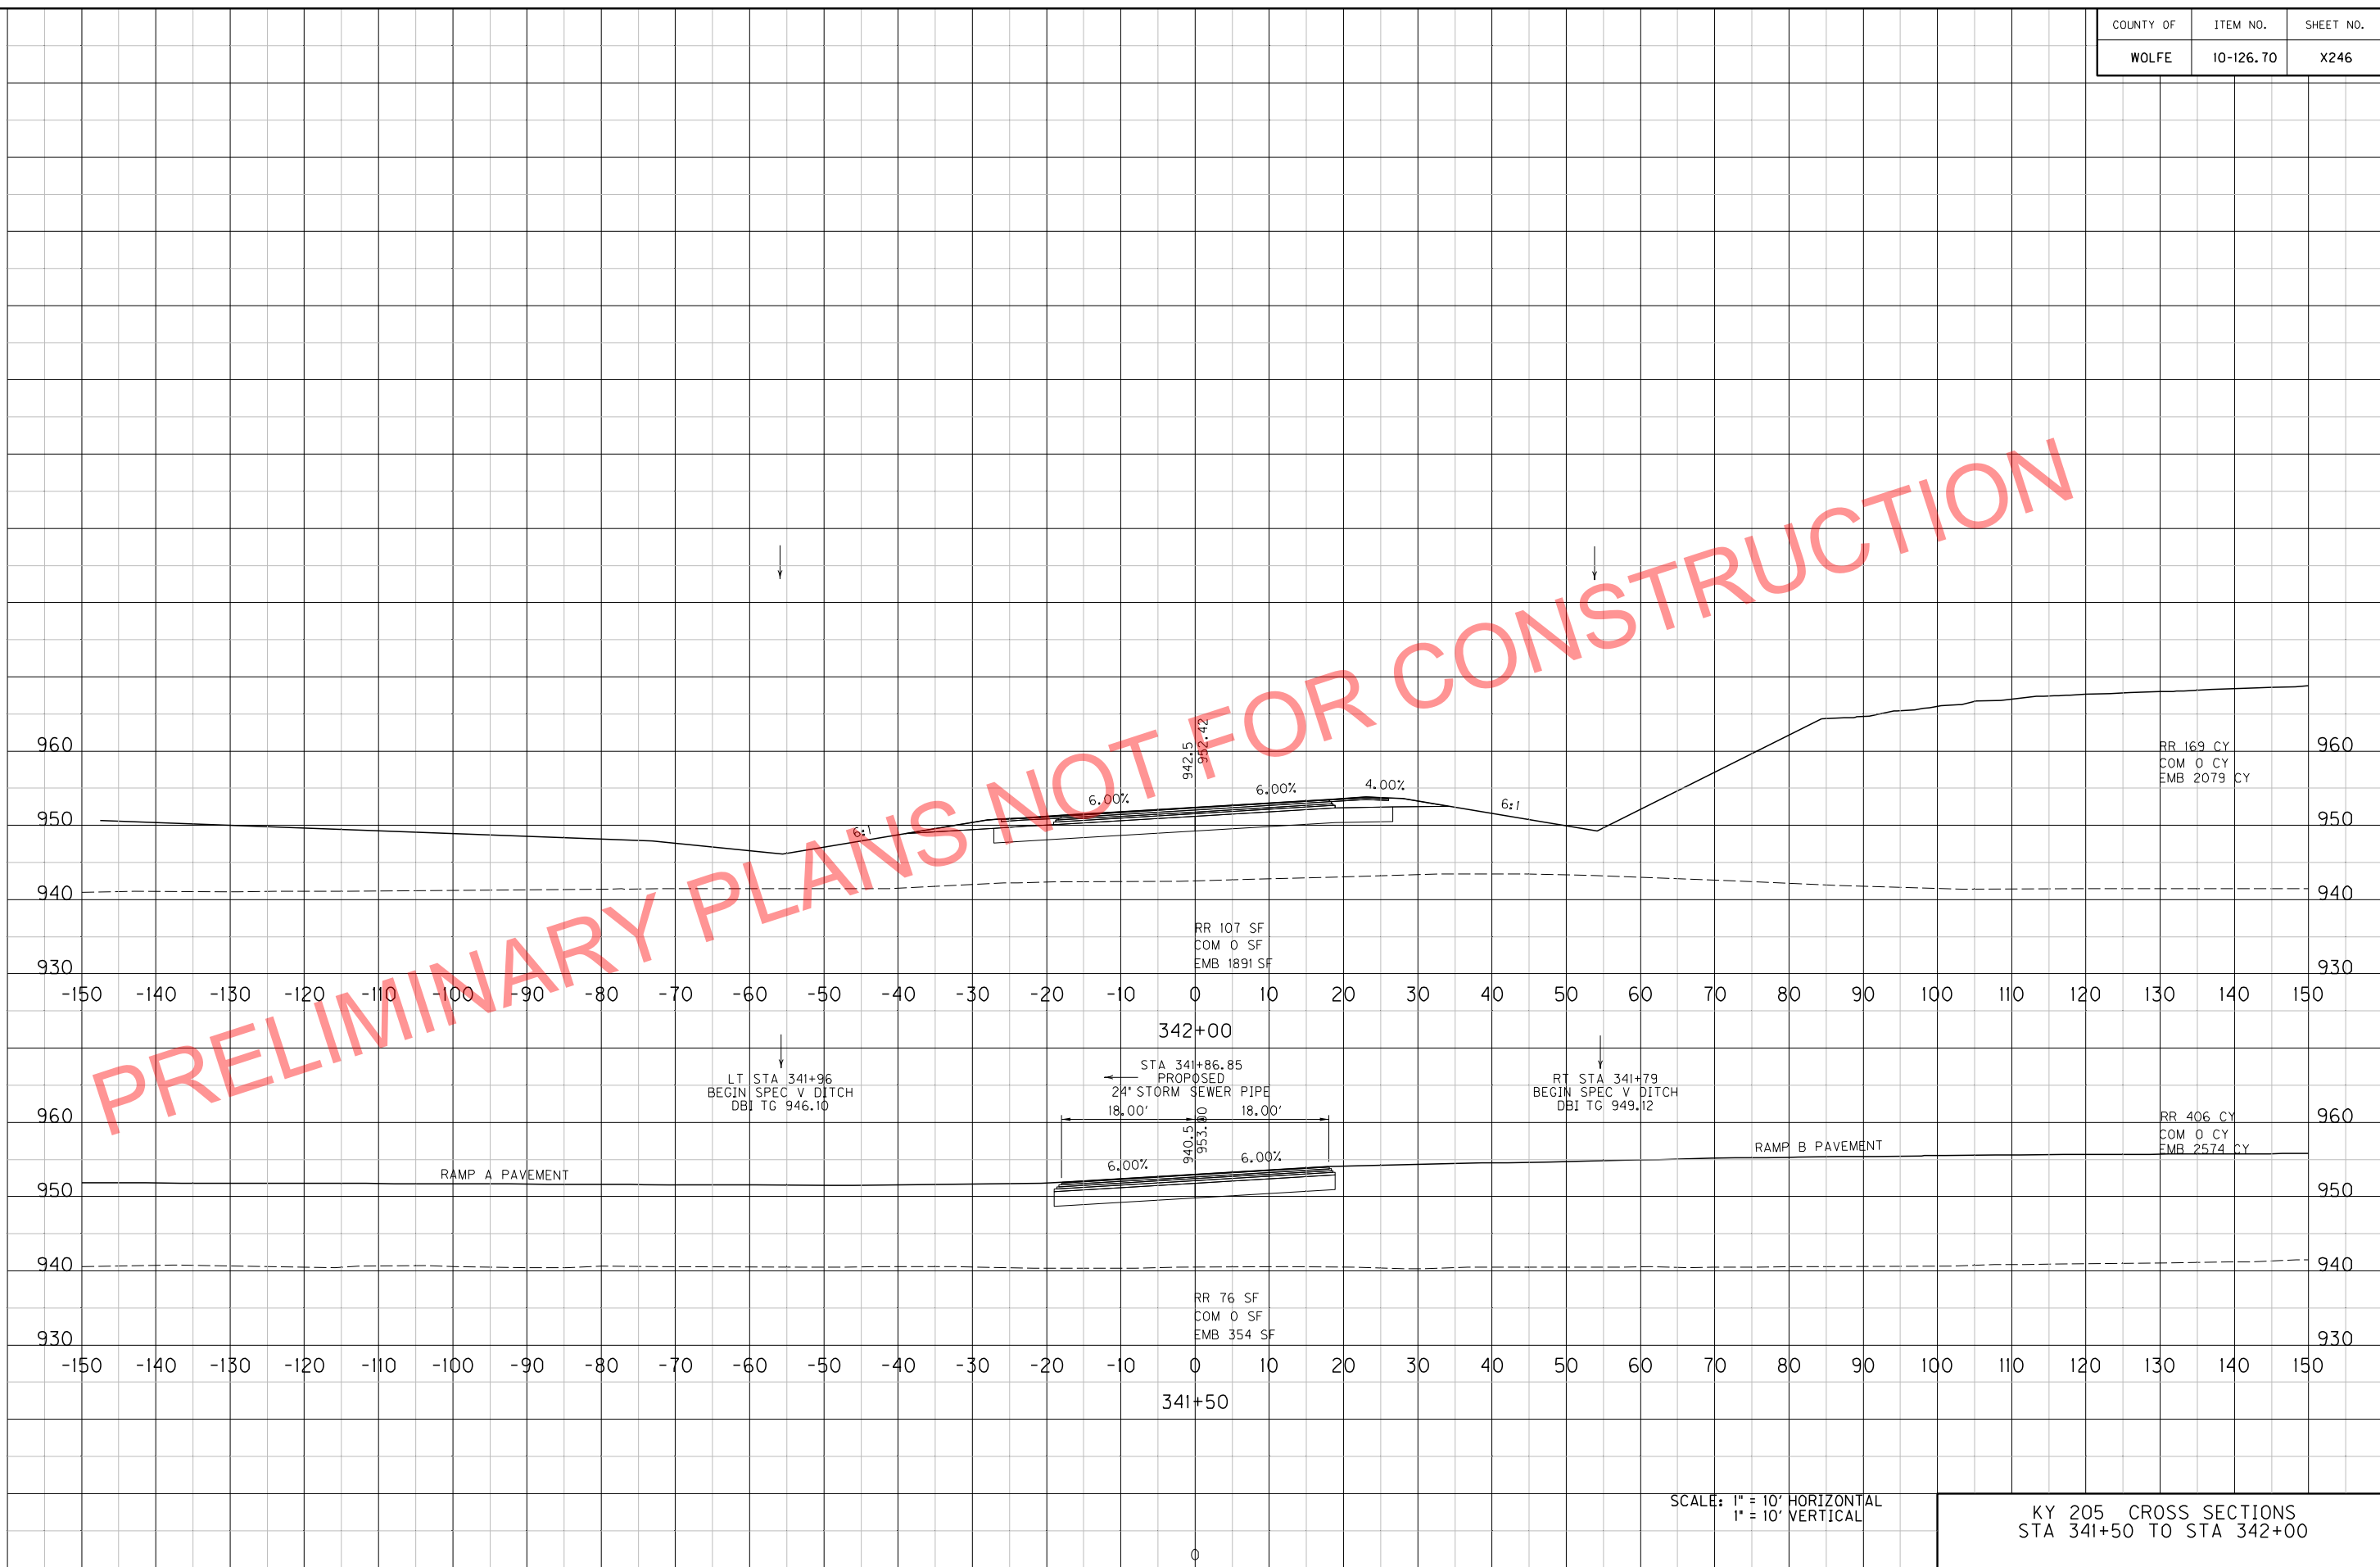 COUNTY OF ITEM NO. SHEET NO.
WOLFE 10-126.70 X246
PRELIMINARY PLANS NOT FOR CONSTRUCTION
942.5
952.42
960 960
RR 169 CY
COM 0 CY
EMB 2079 CY
6.00% 6.00% 4.00%
6:1 6:1
950 950
940 940
RR 107 SF
COM 0 SF
EMB 1891 SF
930 930
-150 -140 -130 -120 -110 -100 -90 -80 -70 -60 -50 -40 -30 -20 -10 0 10 20 30 40 50 60 70 80 90 100 110 120 130 140 150
342+00
LT STA 341+96
BEGIN SPEC V DITCH
DBI TG 946.10
STA 341+86.85
PROPOSED
24" STORM SEWER PIPE
RT STA 341+79
BEGIN SPEC V DITCH
DBI TG 949.12
18.00' 18.00'
940.5
960 960
RR 406 CY
COM 0 CY
EMB 2574 CY
6.00% 6.00%
RAMP A PAVEMENT
RAMP B PAVEMENT
950 950
940 940
RR 76 SF
COM 0 SF
EMB 354 SF
930 930
-150 -140 -130 -120 -110 -100 -90 -80 -70 -60 -50 -40 -30 -20 -10 0 10 20 30 40 50 60 70 80 90 100 110 120 130 140 150
341+50
SCALE: 1" = 10' HORIZONTAL
1" = 10' VERTICAL
KY 205 CROSS SECTIONS
STA 341+50 TO STA 342+00
0